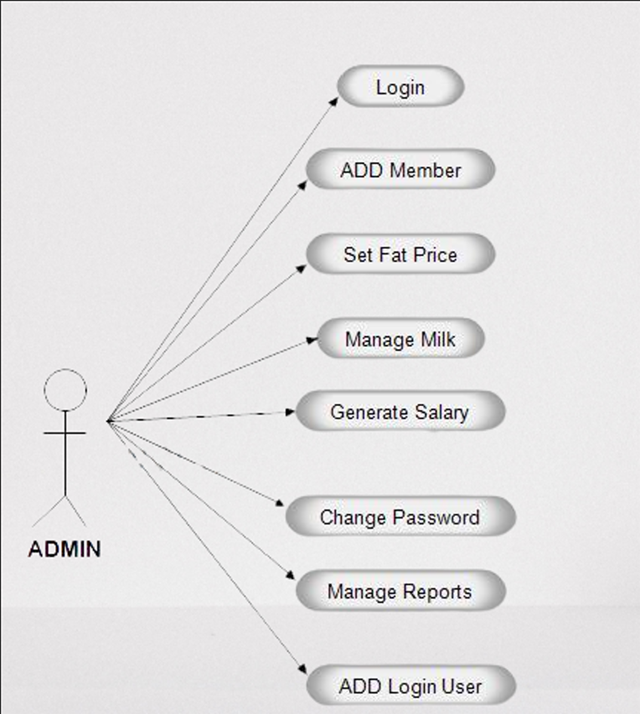 Login
ADD Member
Set Fat Price
Manage Milk
Generate Salary
Change Password
ADMIN
Manage Reports
ADD Login User